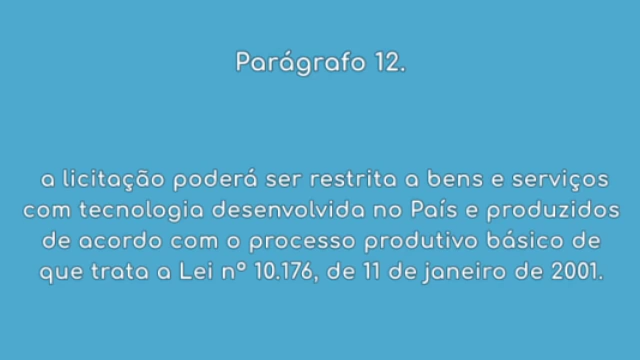 Parágrafo 12.
a licitação poderá ser restrita a bens e serviços
com tecnologia desenvolvida no País e produzidos
de acordo com o processo produtivo básico de
que trata a Lei nº 10.176, de 11 de janeiro de 2001.